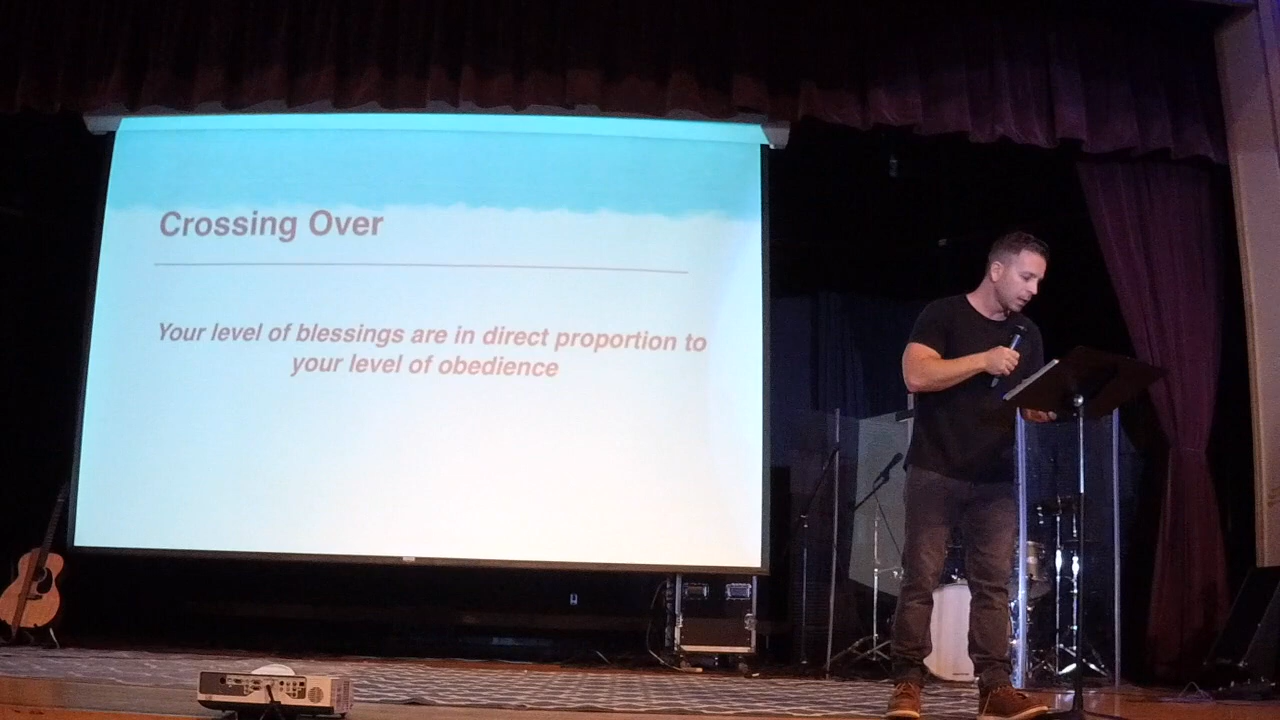 Crossing Over
Your level of blessings are in direct proportion to
your level of obedience